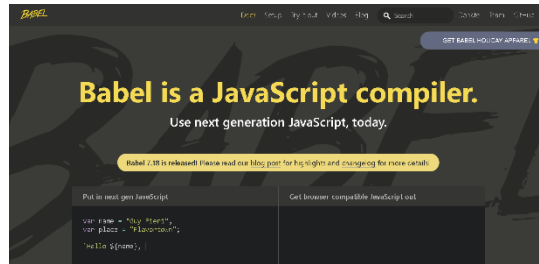 BABEL
Docs Setup Try it out Videos Blog Search Donate Team GitHub
GET BABEL HOLIDAY APPAREL
Babel is a JavaScript compiler.
Use next generation JavaScript, today.
Babel 7.18 is released! Please read our blog post for highlights and changelog for more details!
Put in next gen JavaScript
Get browser compatible JavaScript out
var name = "Guy Fieri",
var place = "Flavortown";
`Hello ${name},